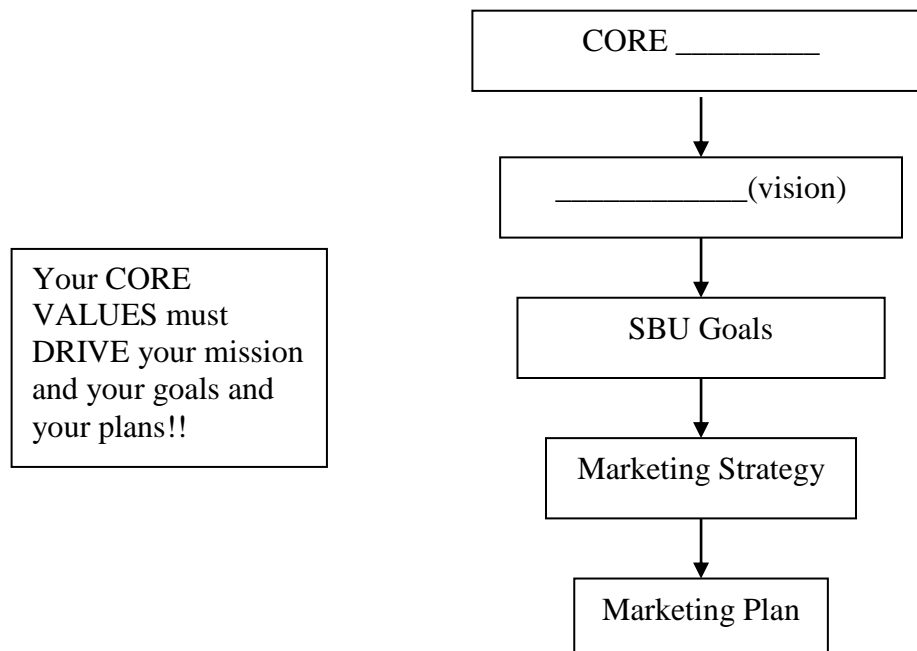 CORE _________
____________(vision)
Your CORE
VALUES must
DRIVE your mission
and your goals and
your plans!!
SBU Goals
Marketing Strategy
Marketing Plan